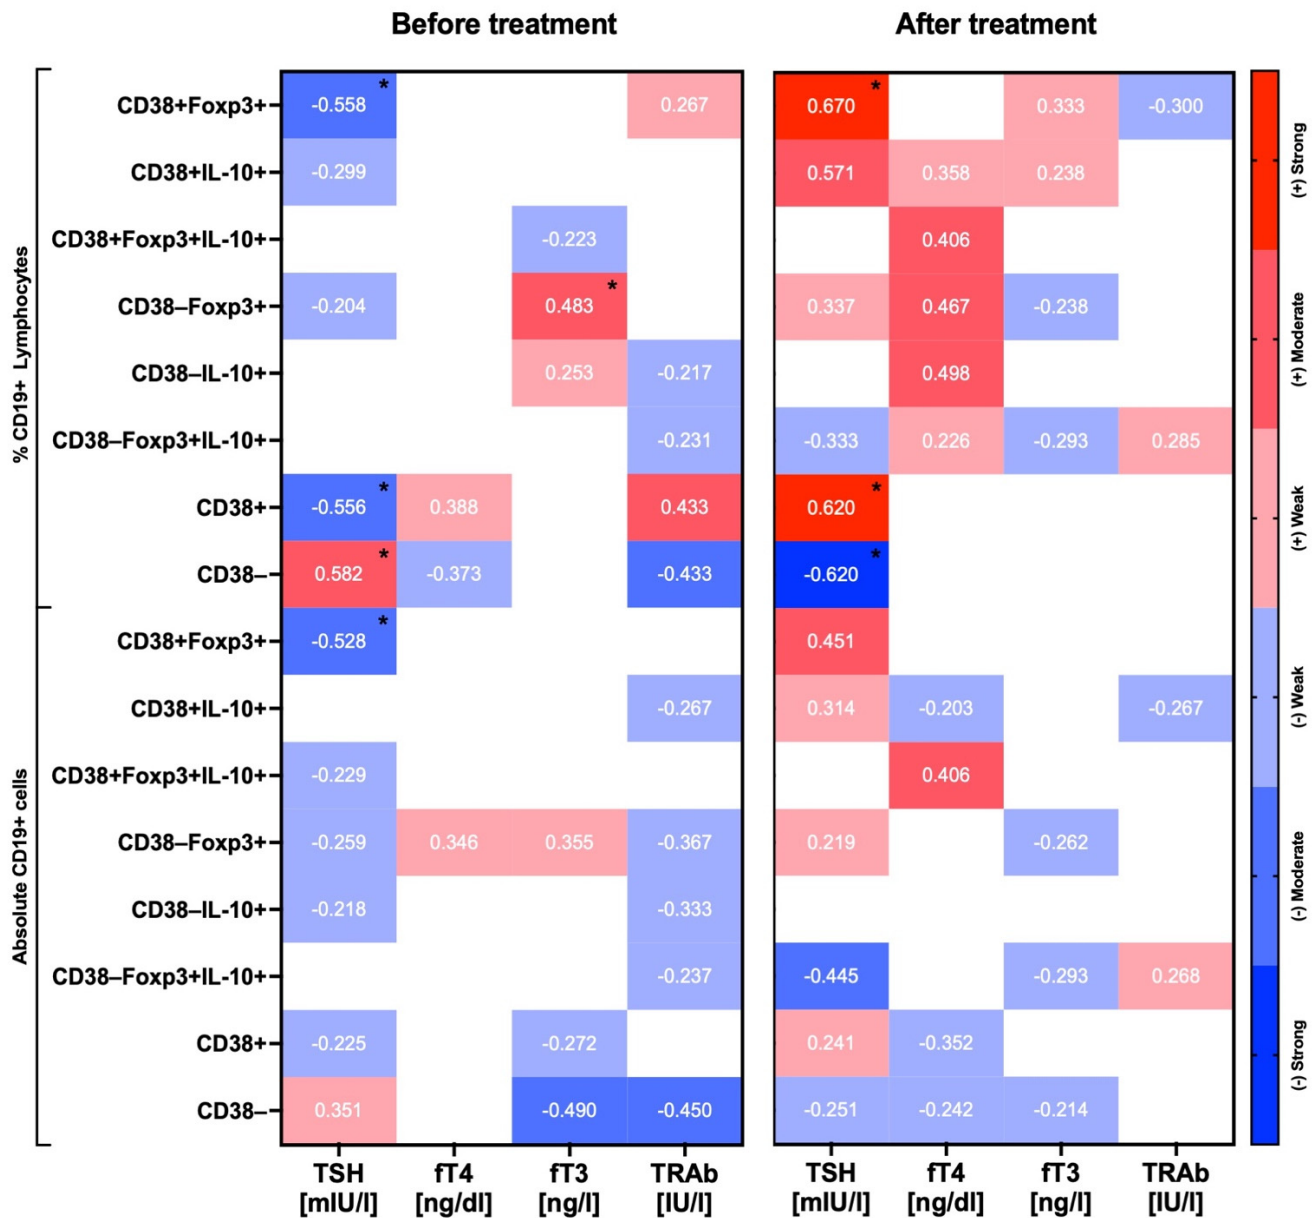 Before treatment
After treatment
% CD19+ Lymphocytes
CD38+Foxp3+ -0.558 * 0.267 0.670 * 0.333 -0.300
CD38+IL-10+ -0.299 0.571 0.358 0.238
CD38+Foxp3+IL-10+ -0.223 0.406
CD38–Foxp3+ -0.204 0.483 * 0.337 0.467 -0.238
CD38–IL-10+ 0.253 -0.217 0.498
CD38–Foxp3+IL-10+ -0.231 -0.333 0.226 -0.293 0.285
CD38+ -0.556 * 0.388 0.433 0.620 *
CD38– 0.582 * -0.373 -0.433 -0.620 *
Absolute CD19+ cells
CD38+Foxp3+ -0.528 * 0.451
CD38+IL-10+ -0.267 0.314 -0.203 -0.267
CD38+Foxp3+IL-10+ -0.229 0.406
CD38–Foxp3+ -0.259 0.346 0.355 -0.367 0.219 -0.262
CD38–IL-10+ -0.218 -0.333
CD38–Foxp3+IL-10+ -0.237 -0.445 -0.293 0.268
CD38+ -0.225 -0.272 0.241 -0.352
CD38– 0.351 -0.490 -0.450 -0.251 -0.242 -0.214
TSH fT4 fT3 TRAb TSH fT4 fT3 TRAb
[mIU/l] [ng/dl] [ng/l] [IU/l] [mIU/l] [ng/dl] [ng/l] [IU/l]
(+) Strong
(+) Moderate
(+) Weak
(-) Weak
(-) Moderate
(-) Strong